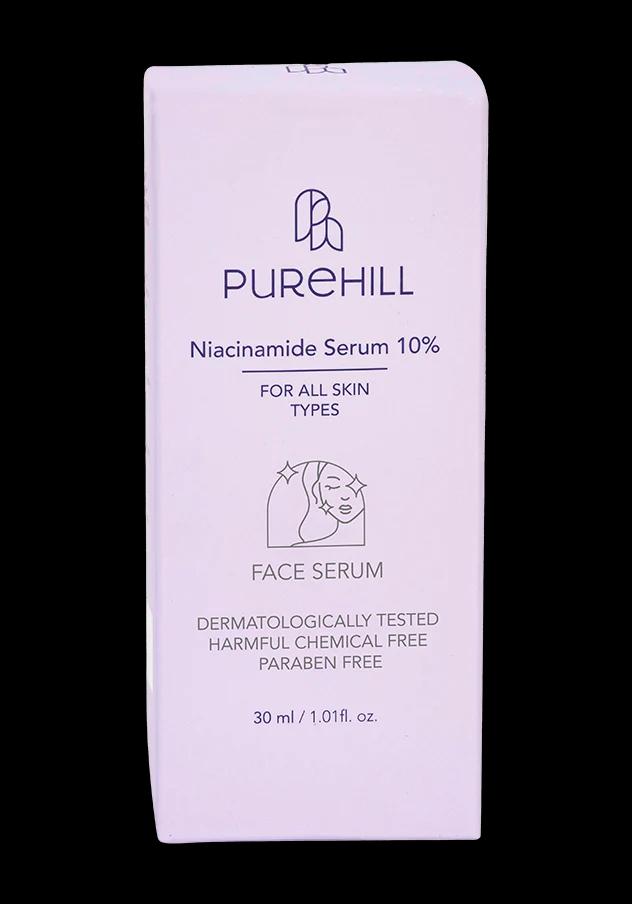 PUREHILL
Niacinamide Serum 10%
FOR ALL SKIN
TYPES
FACE SERUM
DERMATOLOGICALLY TESTED
HARMFUL CHEMICAL FREE
PARABEN FREE
30 ml / 1.01fl. oz.